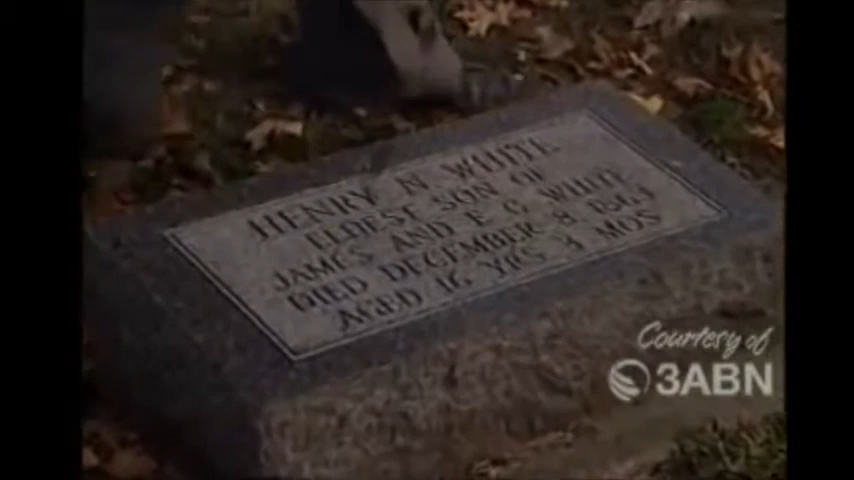 HENRY N. WHITE
ELDEST SON OF
JAMES AND E G WHITE
DIED DECEMBER 8 1863
AGED 16 YRS 3 MOS
Courtesy of
3ABN